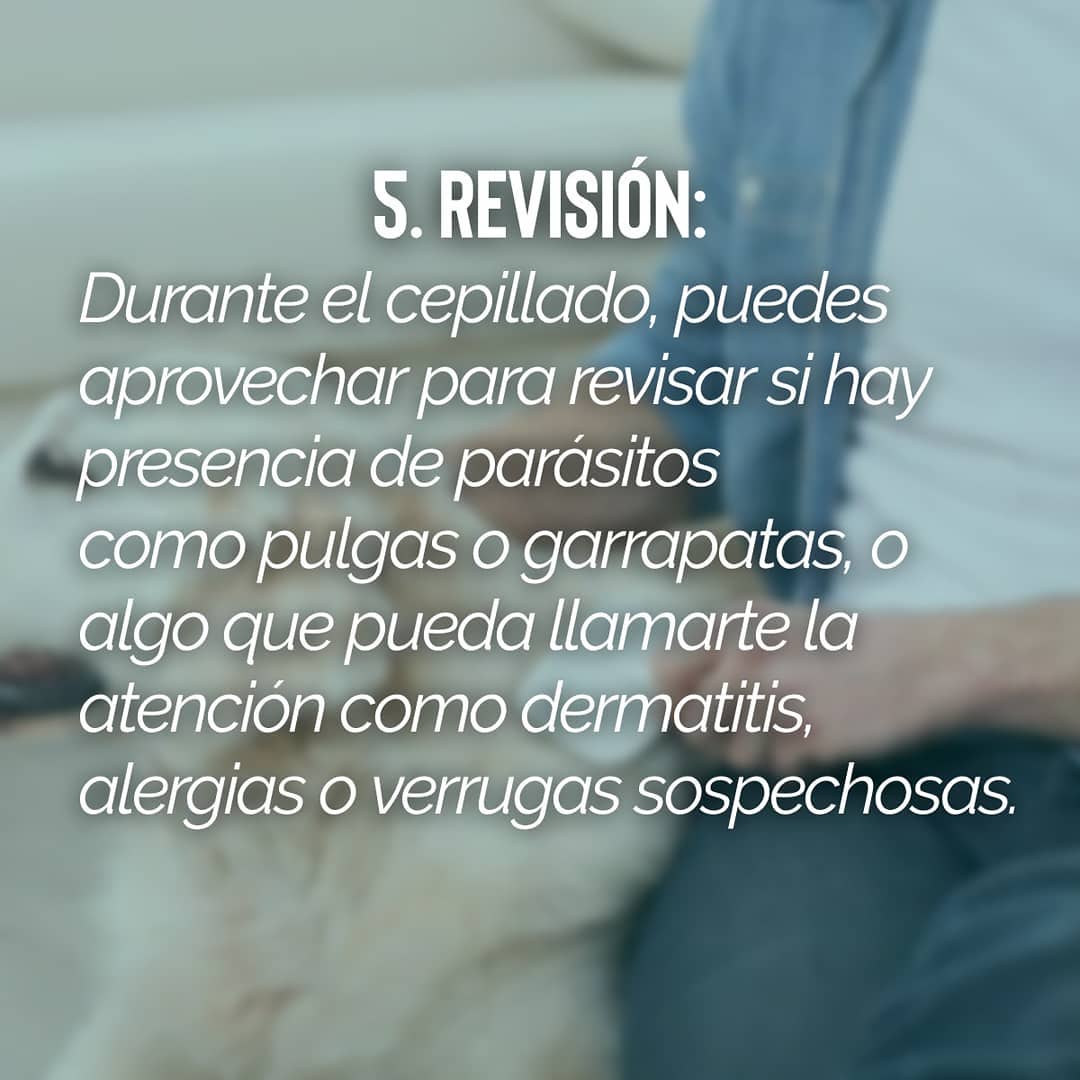 5. REVISIÓN:
Durante el cepillado, puedes
aprovechar para revisar si hay
presencia de parásitos
como pulgas o garrapatas, o
algo que pueda llamarte la
atención como dermatitis,
alergias o verrugas sospechosas.